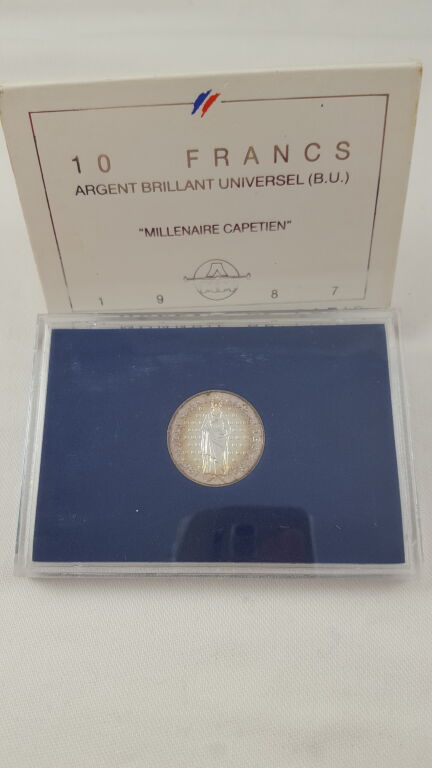 10 FRANCS
ARGENT BRILLANT UNIVERSEL (B.U.)
"MILLENAIRE CAPETIEN"
1 9 8 7